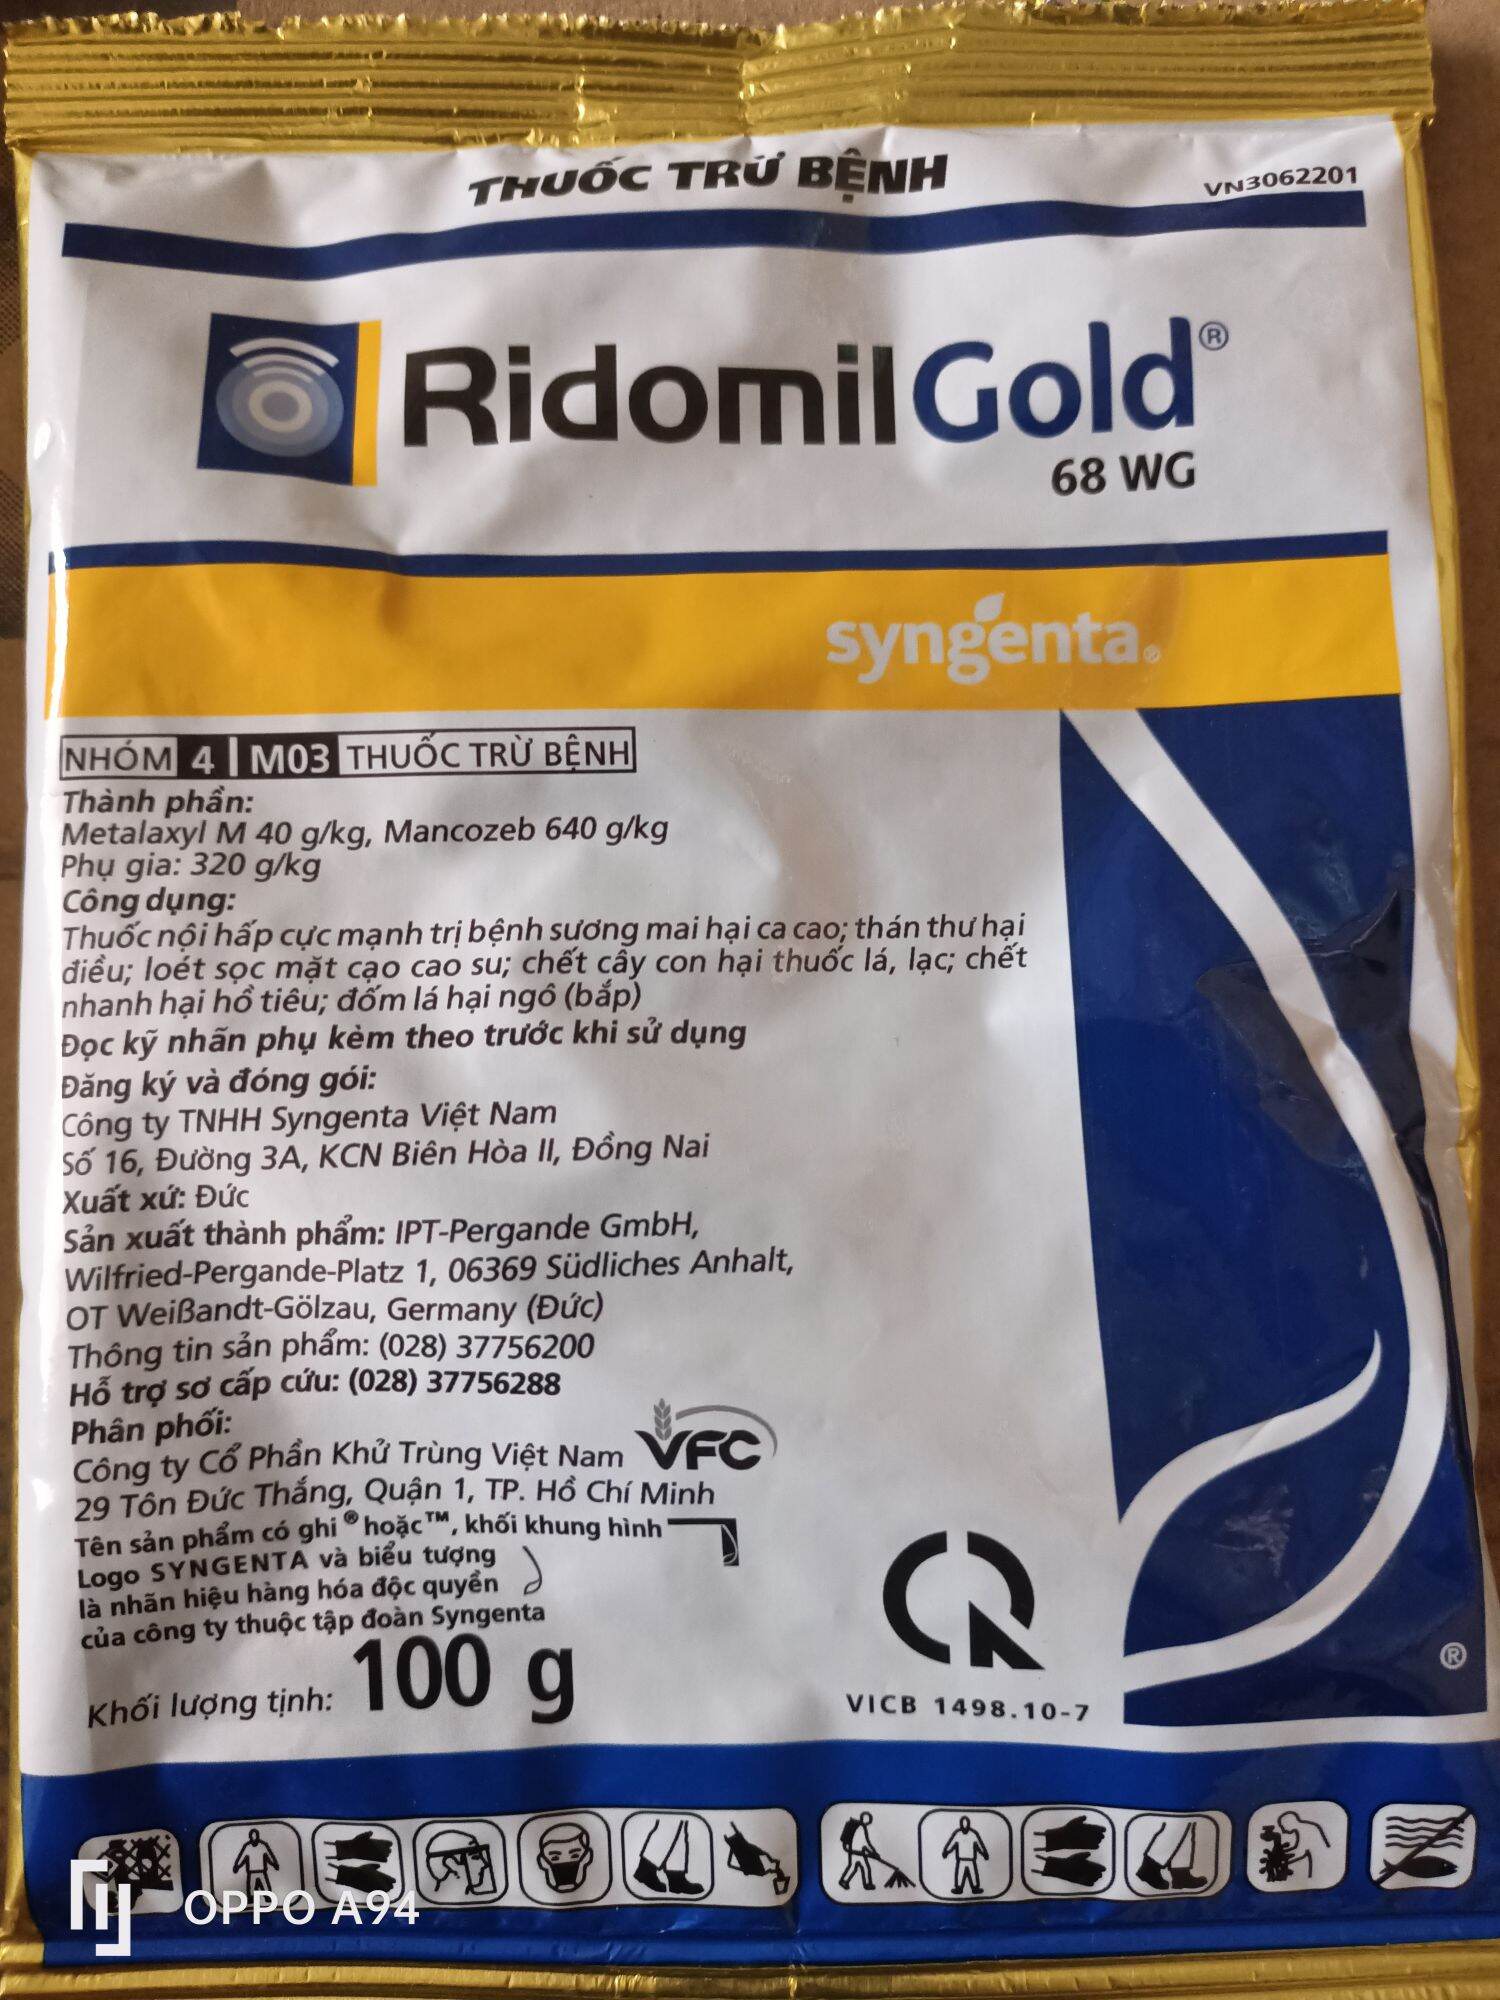 THUỐC TRỪ BỆNH
VN3062201
RidomilGold®
68 WG
syngenta®
NHÓM 4 | M03 THUỐC TRỪ BỆNH
Thành phần:
Metalaxyl M 40 g/kg, Mancozeb 640 g/kg
Phụ gia: 320 g/kg
Công dụng:
Thuốc nội hấp cực mạnh trị bệnh sương mai hại ca cao; thán thư hại
điều; loét sọc mặt cạo cao su; chết cây con hại thuốc lá, lạc; chết
nhanh hại hồ tiêu; đốm lá hại ngô (bắp)
Đọc kỹ nhãn phụ kèm theo trước khi sử dụng
Đăng ký và đóng gói:
Công ty TNHH Syngenta Việt Nam
Số 16, Đường 3A, KCN Biên Hòa II, Đồng Nai
Xuất xứ: Đức
Sản xuất thành phẩm: IPT-Pergande GmbH,
Wilfried-Pergande-Platz 1, 06369 Südliches Anhalt,
OT Weißandt-Gölzau, Germany (Đức)
Thông tin sản phẩm: (028) 37756200
Hỗ trợ sơ cấp cứu: (028) 37756288
Phân phối:
Công ty Cổ Phần Khử Trùng Việt Nam VFC
29 Tôn Đức Thắng, Quận 1, TP. Hồ Chí Minh
Tên sản phẩm có ghi ® hoặc ™, khối khung hình
Logo SYNGENTA và biểu tượng
là nhãn hiệu hàng hóa độc quyền
của công ty thuộc tập đoàn Syngenta
Khối lượng tịnh: 100 g
VICB 1498.10-7
®
OPPO A94